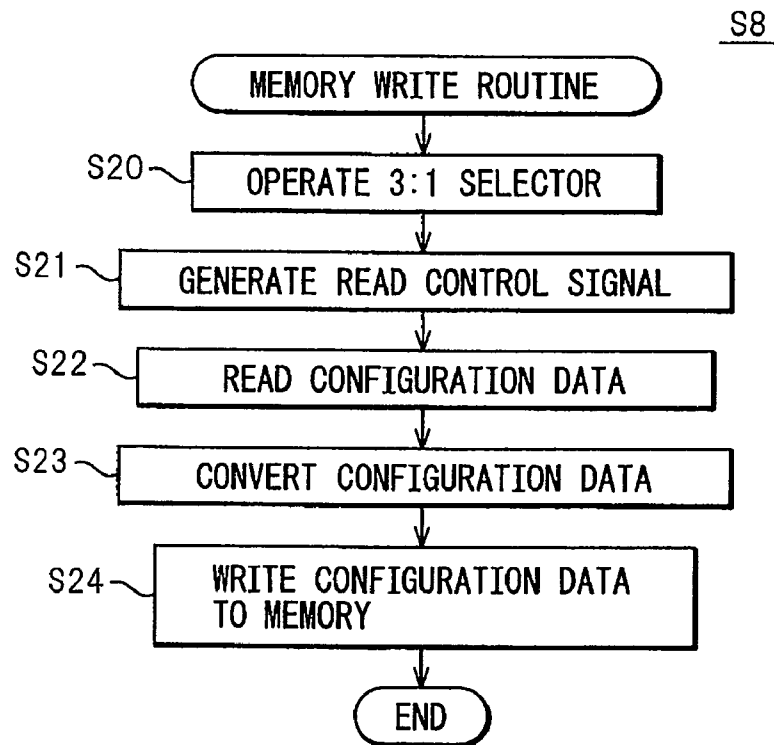 S8
MEMORY WRITE ROUTINE
S20
OPERATE 3:1 SELECTOR
S21
GENERATE READ CONTROL SIGNAL
S22
READ CONFIGURATION DATA
S23
CONVERT CONFIGURATION DATA
S24
WRITE CONFIGURATION DATA
TO MEMORY
END